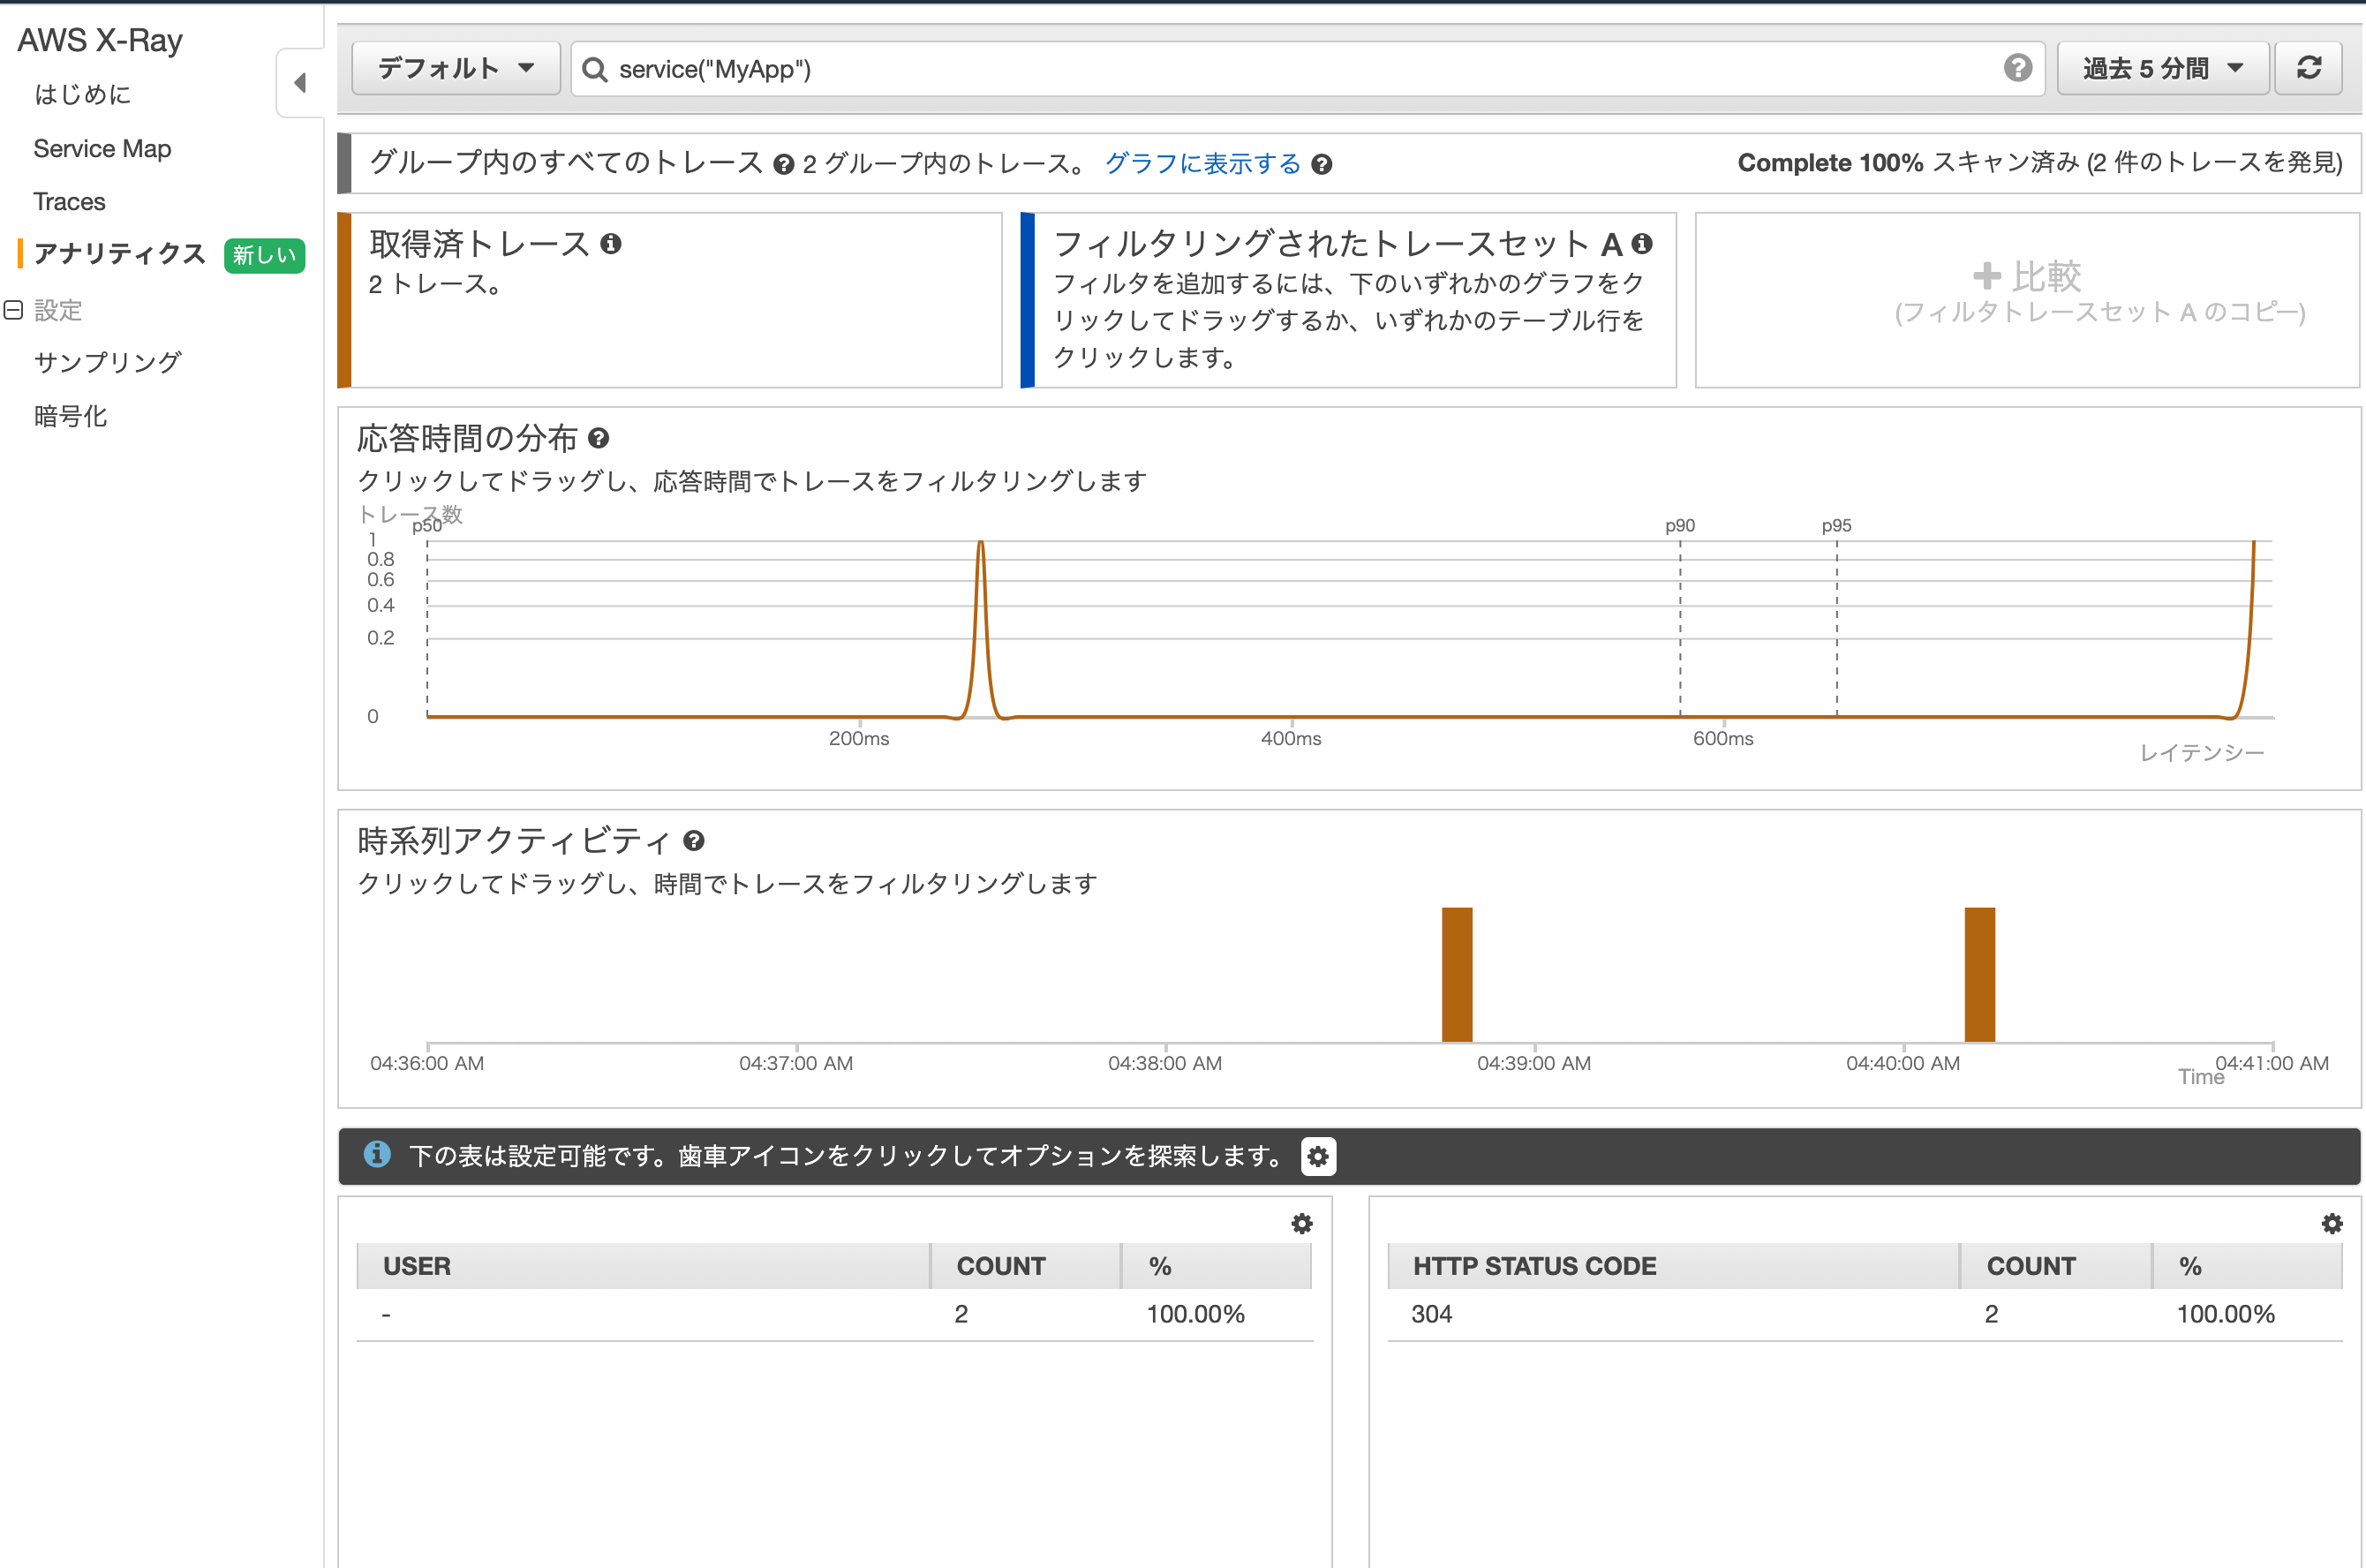 AWS X-Ray
はじめに
Service Map
Traces
アナリティクス 新しい
設定
サンプリング
暗号化
デフォルト
service("MyApp")
過去 5 分間
グループ内のすべてのトレース 2 グループ内のトレース。 グラフに表示する
Complete 100% スキャン済み (2 件のトレースを発見)
取得済トレース
2 トレース。
フィルタリングされたトレースセット A
フィルタを追加するには、下のいずれかのグラフをク
リックしてドラッグするか、いずれかのテーブル行を
クリックします。
比較
(フィルタトレースセット A のコピー)
応答時間の分布
クリックしてドラッグし、応答時間でトレースをフィルタリングします
トレース数
p50 p90 p95
1
0.8
0.6
0.4
0.2
0
200ms 400ms 600ms
レイテンシー
時系列アクティビティ
クリックしてドラッグし、時間でトレースをフィルタリングします
04:36:00 AM 04:37:00 AM 04:38:00 AM 04:39:00 AM 04:40:00 AM 04:41:00 AM
Time
下の表は設定可能です。歯車アイコンをクリックしてオプションを探索します。
USER COUNT %
- 2 100.00%
HTTP STATUS CODE COUNT %
304 2 100.00%